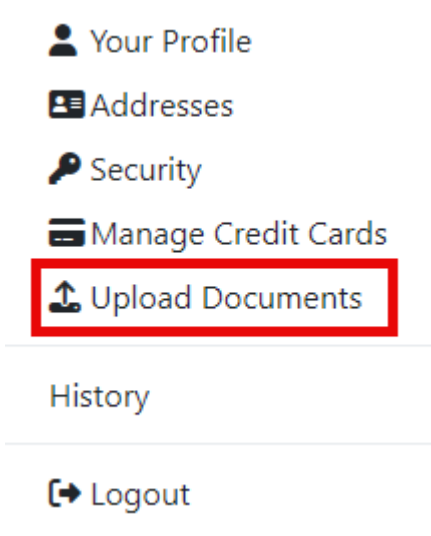 Your Profile
Addresses
Security
Manage Credit Cards
Upload Documents
History
Logout